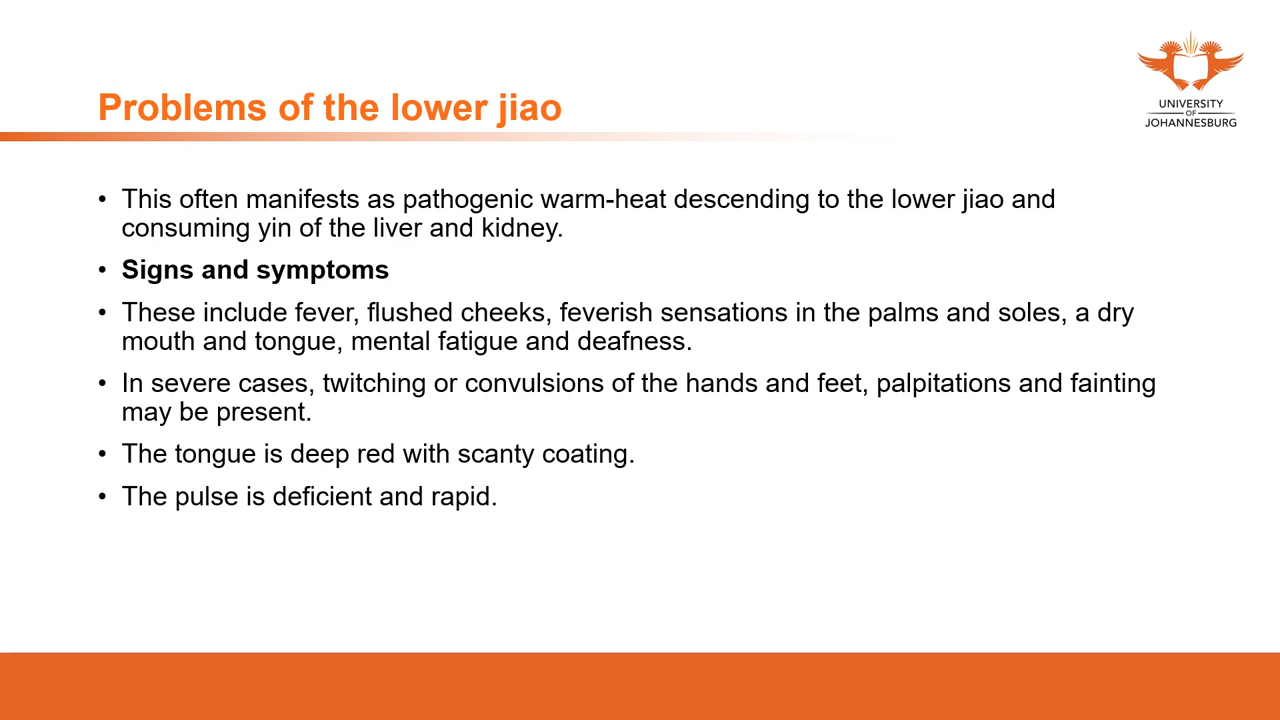 Problems of the lower jiao
UNIVERSITY
OF
JOHANNESBURG
• This often manifests as pathogenic warm-heat descending to the lower jiao and
consuming yin of the liver and kidney.
• Signs and symptoms
• These include fever, flushed cheeks, feverish sensations in the palms and soles, a dry
mouth and tongue, mental fatigue and deafness.
• In severe cases, twitching or convulsions of the hands and feet, palpitations and fainting
may be present.
• The tongue is deep red with scanty coating.
• The pulse is deficient and rapid.